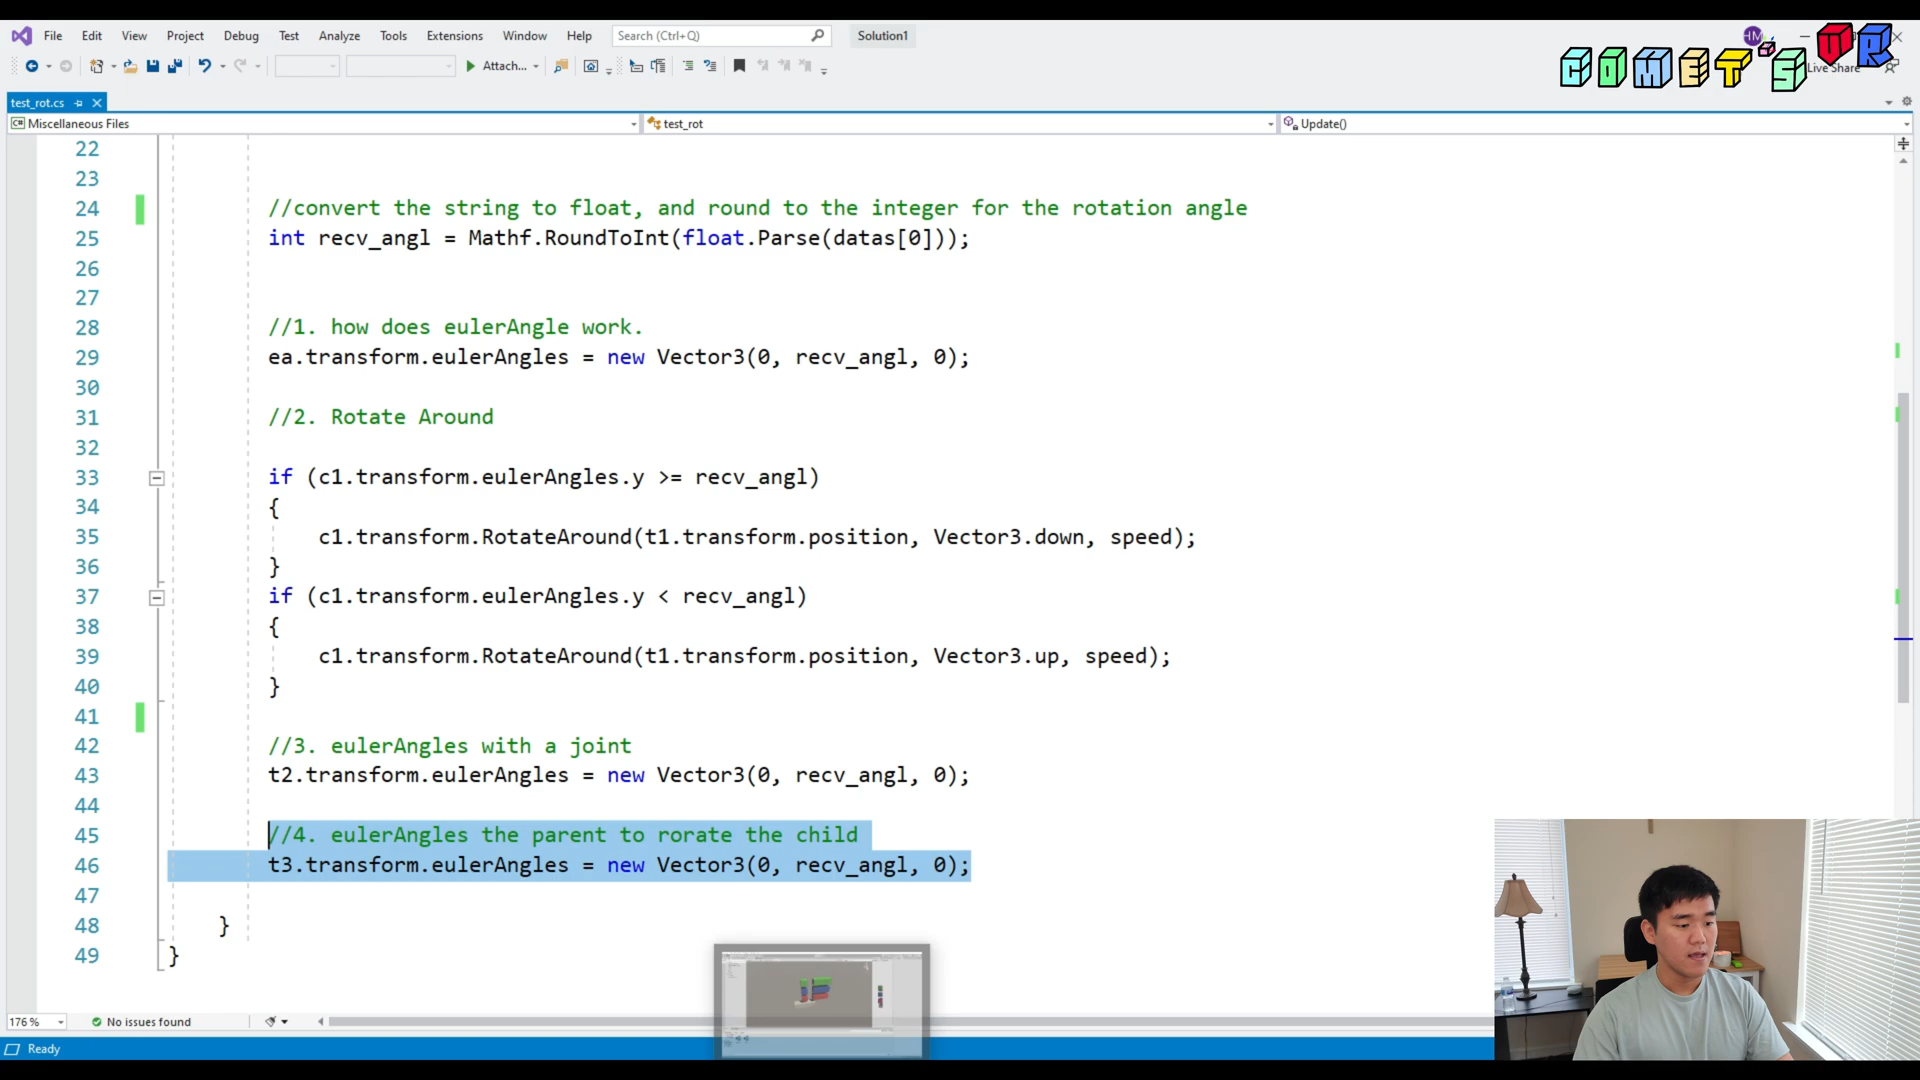 File Edit View Project Debug Test Analyze Tools Extensions Window Help Search (Ctrl+Q) Solution1
COMET'S VR
Attach...
Live Share
test_rot.cs
Miscellaneous Files test_rot Update()
22
23
24 //convert the string to float, and round to the integer for the rotation angle
25 int recv_angl = Mathf.RoundToInt(float.Parse(datas[0]));
26
27
28 //1. how does eulerAngle work.
29 ea.transform.eulerAngles = new Vector3(0, recv_angl, 0);
30
31 //2. Rotate Around
32
33 if (c1.transform.eulerAngles.y >= recv_angl)
34 {
35 c1.transform.RotateAround(t1.transform.position, Vector3.down, speed);
36 }
37 if (c1.transform.eulerAngles.y < recv_angl)
38 {
39 c1.transform.RotateAround(t1.transform.position, Vector3.up, speed);
40 }
41
42 //3. eulerAngles with a joint
43 t2.transform.eulerAngles = new Vector3(0, recv_angl, 0);
44
45 //4. eulerAngles the parent to rorate the child
46 t3.transform.eulerAngles = new Vector3(0, recv_angl, 0);
47
48 }
49 }
176 % No issues found
Ready